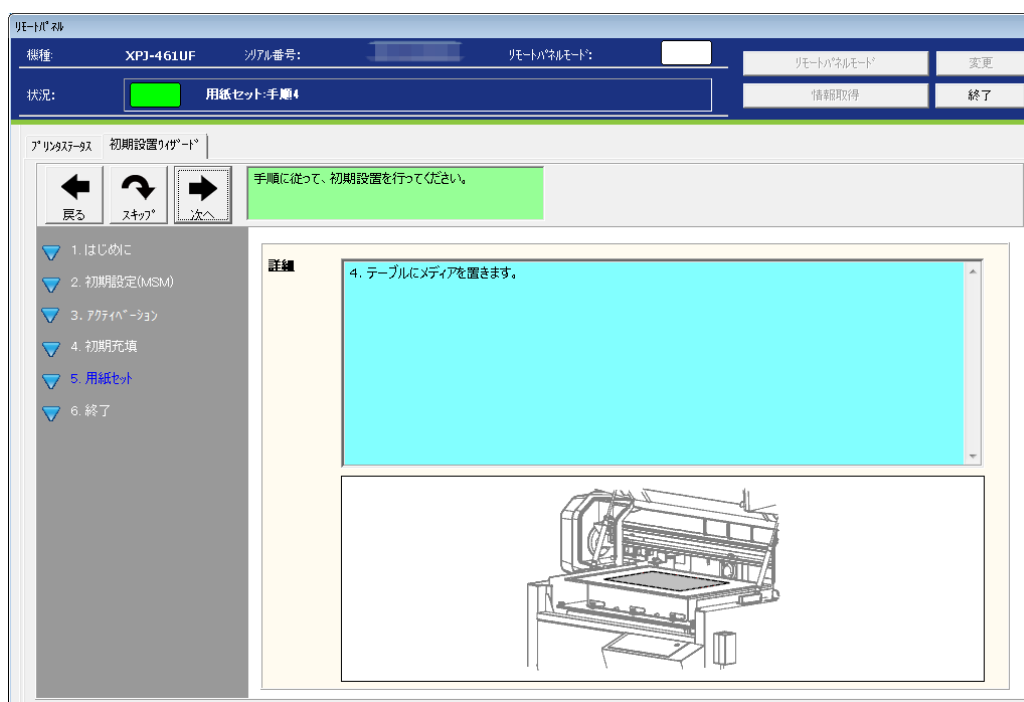 ﾘﾓｰﾄﾊﾟﾈﾙ
機種: XPJ-461UF ｼﾘｱﾙ番号: ﾘﾓｰﾄﾊﾟﾈﾙﾓｰﾄﾞ:
ﾘﾓｰﾄﾊﾟﾈﾙﾓｰﾄﾞ 変更
状況: 用紙セット:手順4
情報取得 終了
ﾌﾟﾘﾝﾀｽﾃｰﾀｽ 初期設置ｳｨｻﾞｰﾄﾞ
戻る ｽｷｯﾌﾟ 次へ
手順に従って、初期設置を行ってください。
1. はじめに
2. 初期設定(MSM)
3. ｱｸﾃｨﾍﾞｰｼｮﾝ
4. 初期充填
5. 用紙ｾｯﾄ
6. 終了
詳細
4. テーブルにメディアを置きます。